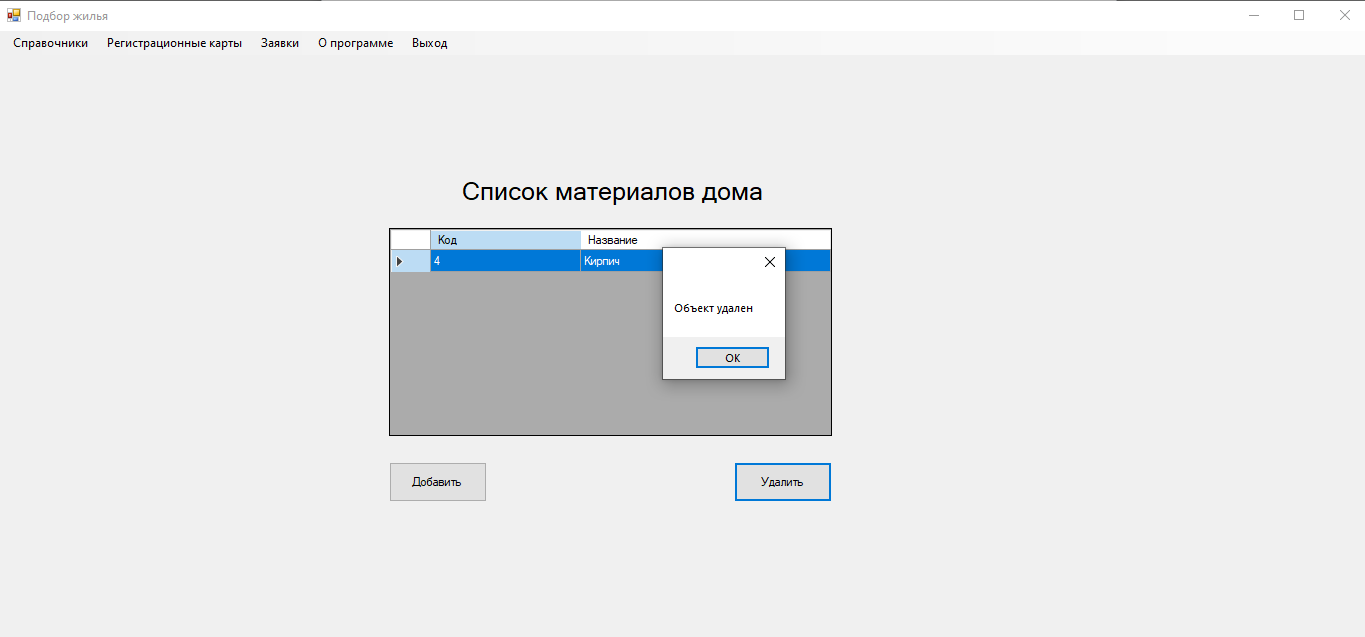 Подбор жилья
Справочники Регистрационные карты Заявки О программе Выход
Список материалов дома
Код Название
4 Кирпич
Объект удален
ОК
Добавить Удалить